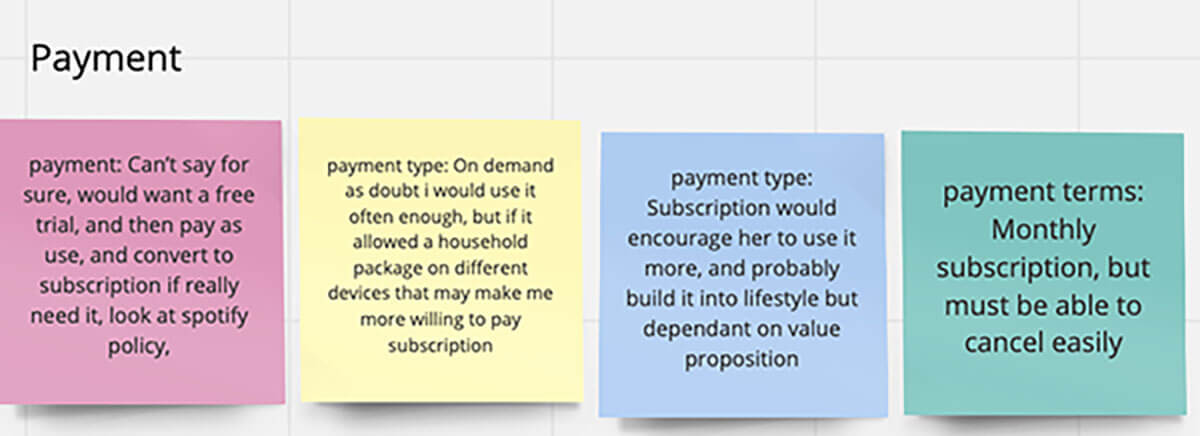 Payment
payment: Can't say for
sure, would want a free
trial, and then pay as
use, and convert to
subscription if really
need it, look at spotify
policy,
payment type: On demand
as doubt i would use it
often enough, but if it
allowed a household
package on different
devices that may make me
more willing to pay
subscription
payment type:
Subscription would
encourage her to use it
more, and probably
build it into lifestyle but
dependant on value
proposition
payment terms:
Monthly
subscription, but
must be able to
cancel easily